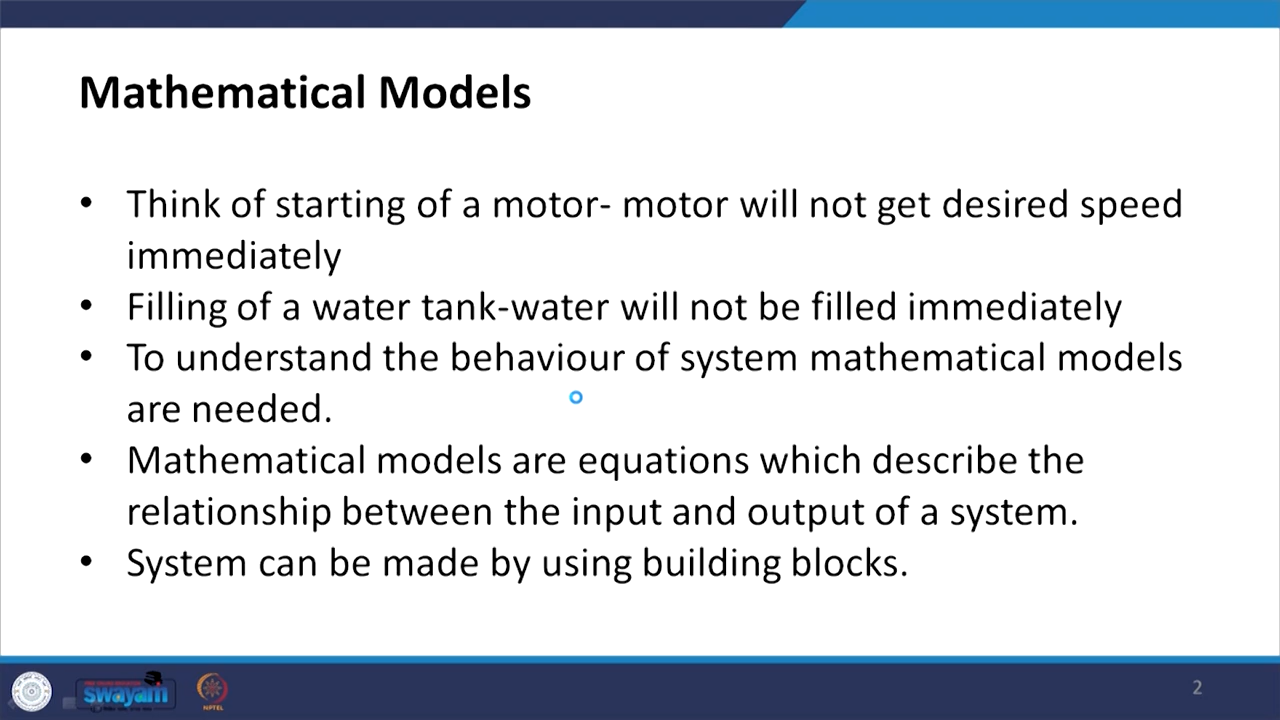 Mathematical Models
• Think of starting of a motor- motor will not get desired speed
immediately
• Filling of a water tank-water will not be filled immediately
• To understand the behaviour of system mathematical models
are needed.
• Mathematical models are equations which describe the
relationship between the input and output of a system.
• System can be made by using building blocks.
swayam
NPTEL
2